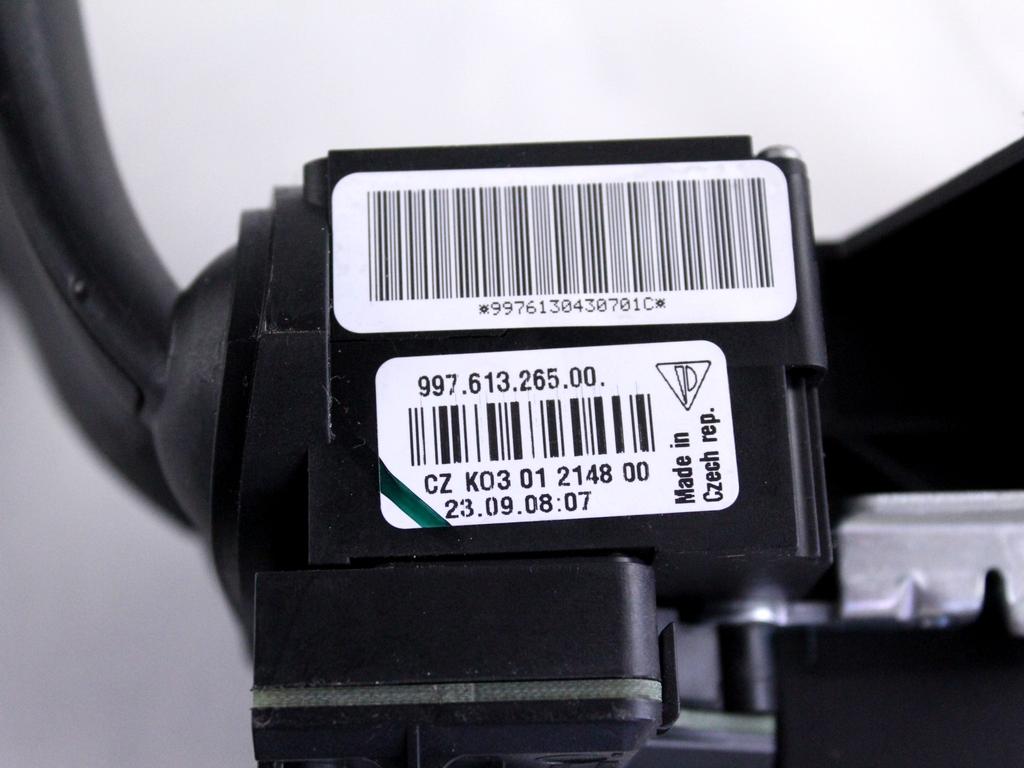 *9976130430701C*
997.613.265.00.
CZ K03 01 2148 00
23.09.08:07
Made in
Czech rep.